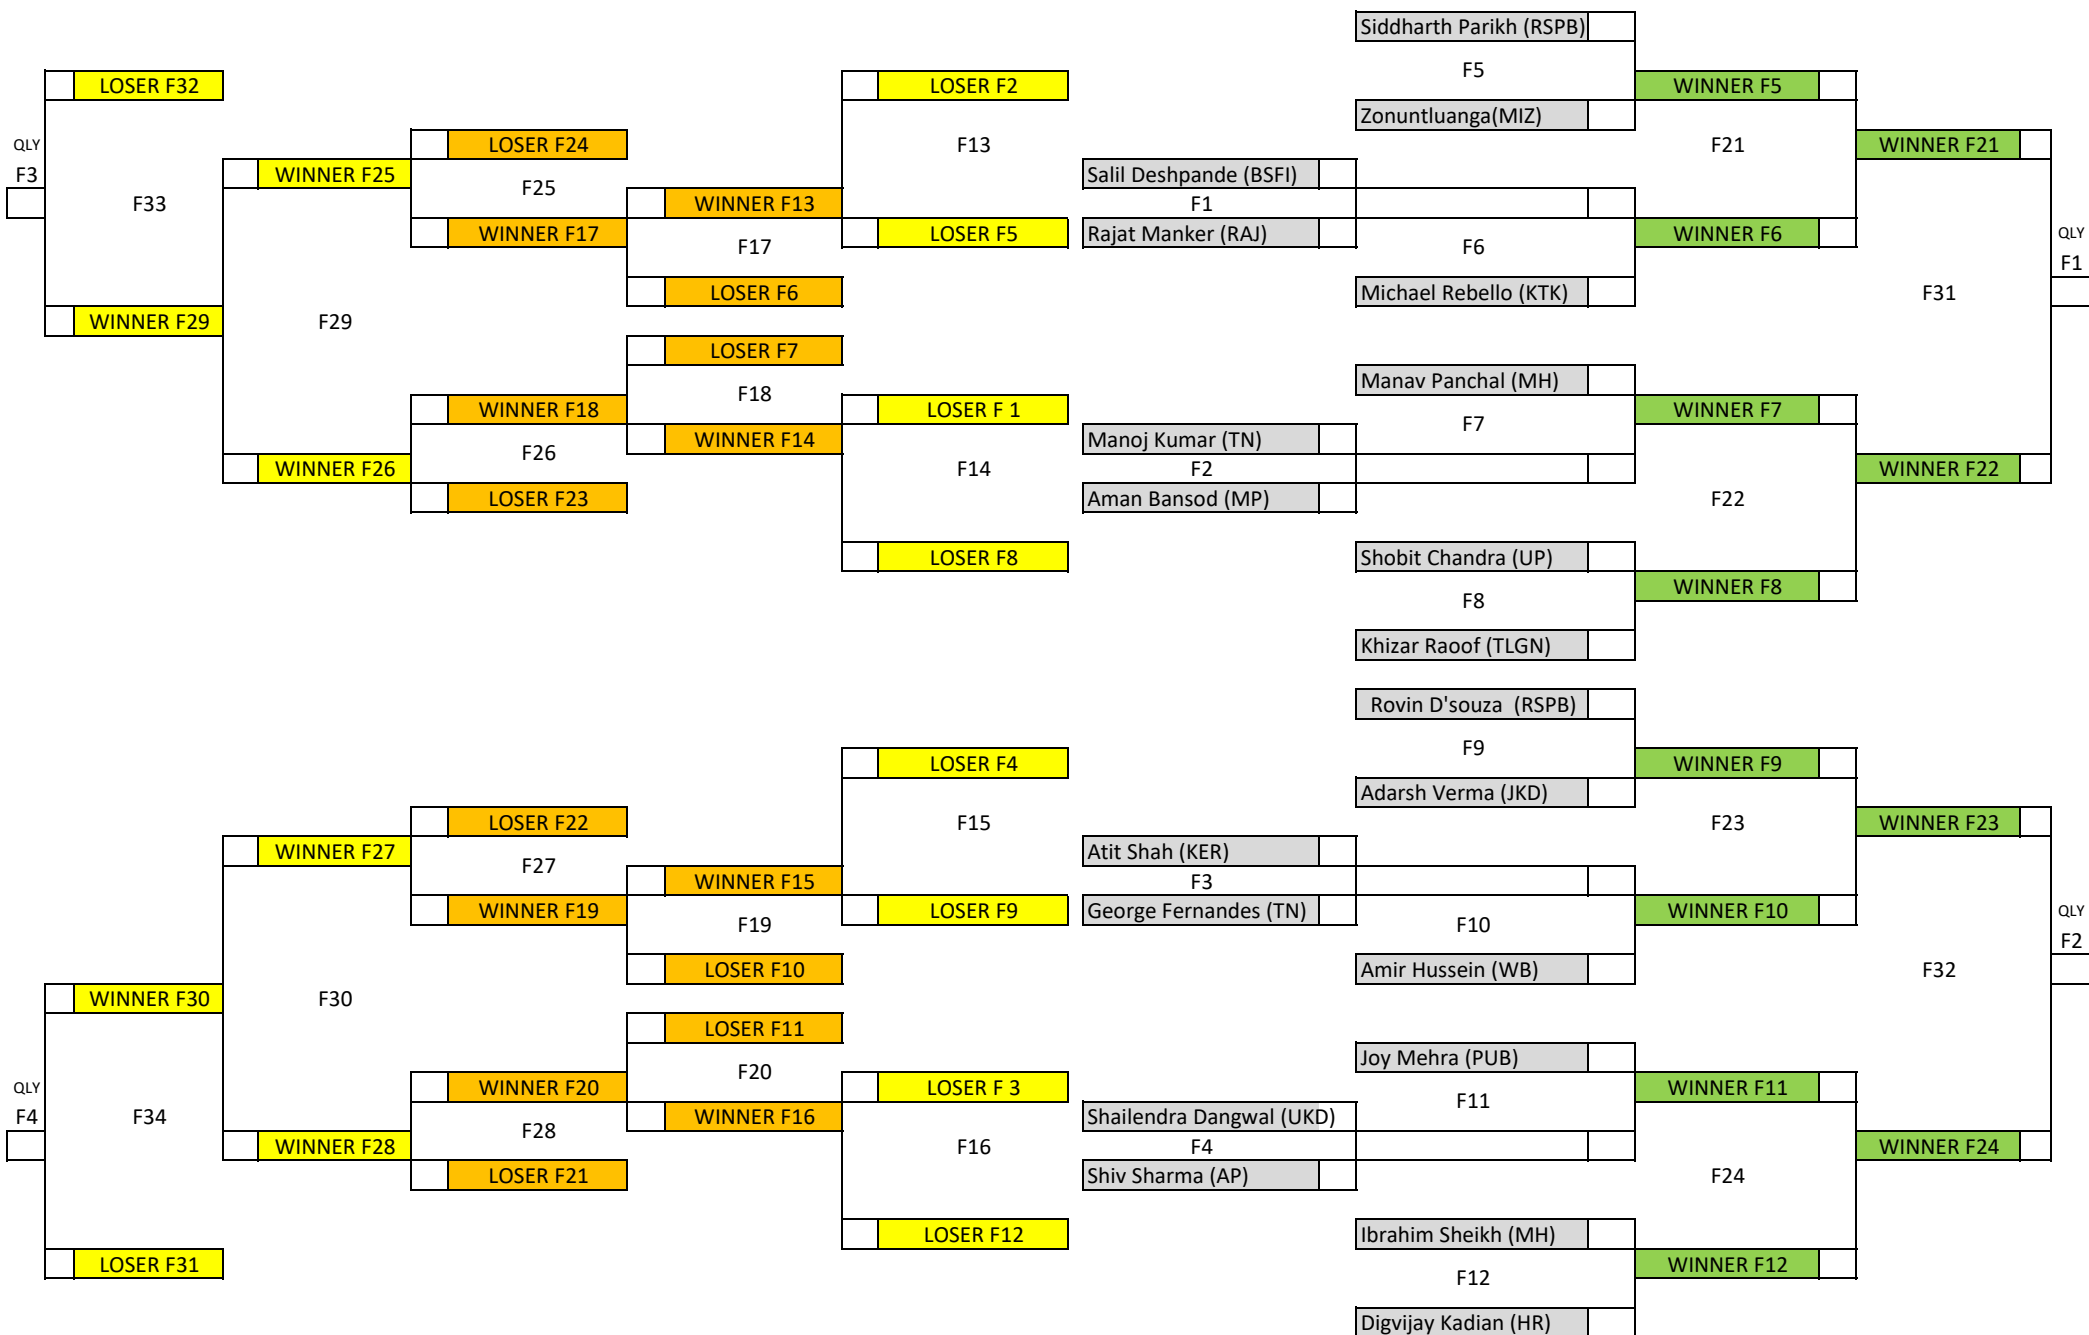 Siddharth Parikh (RSPB)
F5
LOSER F32
LOSER F2
WINNER F5
Zonuntluanga(MIZ)
QLY
LOSER F24
F13
F21
WINNER F21
F3
WINNER F25
F25
Salil Deshpande (BSFI)
F33
WINNER F13
F1
WINNER F17
F17
LOSER F5
Rajat Manker (RAJ)
F6
WINNER F6
QLY
F1
LOSER F6
Michael Rebello (KTK)
F31
WINNER F29
F29
LOSER F7
Manav Panchal (MH)
F18
WINNER F18
LOSER F 1
F7
WINNER F7
WINNER F14
Manoj Kumar (TN)
F26
WINNER F26
F14
F2
WINNER F22
LOSER F23
Aman Bansod (MP)
F22
LOSER F8
Shobit Chandra (UP)
WINNER F8
F8
Khizar Raoof (TLGN)
Rovin D'souza  (RSPB)
F9
LOSER F4
WINNER F9
Adarsh Verma (JKD)
LOSER F22
F15
F23
WINNER F23
WINNER F27
F27
Atit Shah (KER)
WINNER F15
F3
WINNER F19
F19
LOSER F9
George Fernandes (TN)
F10
WINNER F10
QLY
F2
LOSER F10
Amir Hussein (WB)
F32
WINNER F30
F30
LOSER F11
Joy Mehra (PUB)
F20
QLY
WINNER F20
LOSER F 3
F11
WINNER F11
F4
F34
WINNER F16
Shailendra Dangwal (UKD)
F28
WINNER F28
F16
F4
WINNER F24
LOSER F21
Shiv Sharma (AP)
F24
LOSER F12
Ibrahim Sheikh (MH)
LOSER F31
F12
WINNER F12
Digvijay Kadian (HR)